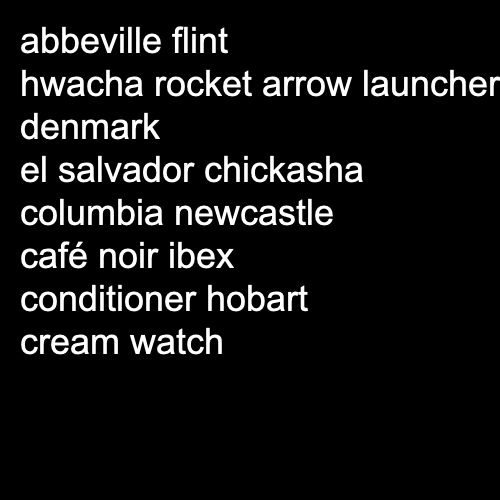 abbeville flint
hwacha rocket arrow launcher
denmark
el salvador chickasha
columbia newcastle
café noir ibex
conditioner hobart
cream watch